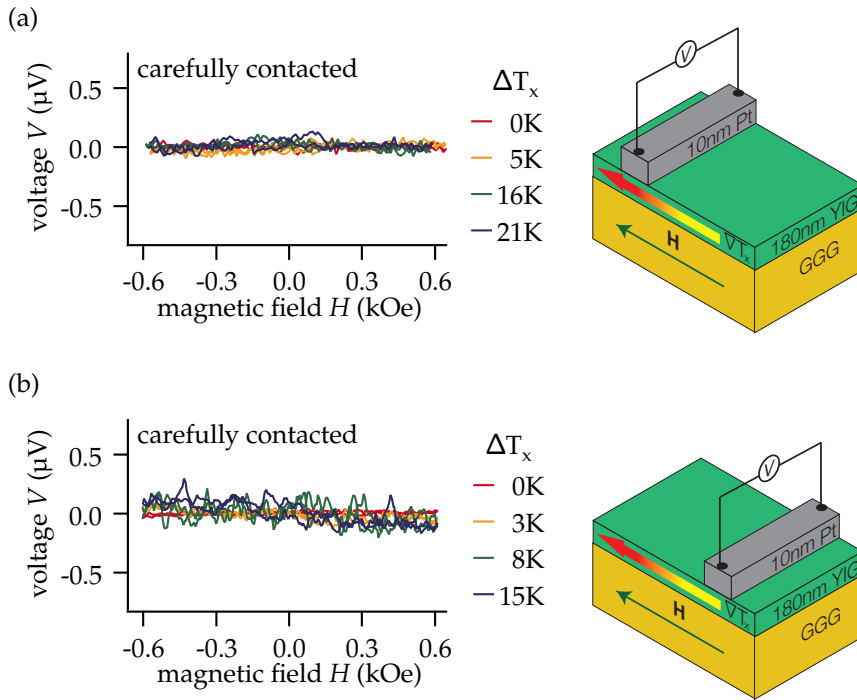 (a)
carefully contacted
voltage V (µV)
0.5
0.0
-0.5
-0.6
-0.3
0.0
0.3
0.6
magnetic field H (kOe)
ΔTx
0K
5K
16K
21K
V
10nm Pt
180nm YIG
∇Tx
H
GGG
(b)
carefully contacted
voltage V (µV)
0.5
0.0
-0.5
-0.6
-0.3
0.0
0.3
0.6
magnetic field H (kOe)
ΔTx
0K
3K
8K
15K
V
10nm Pt
180nm YIG
∇Tx
H
GGG